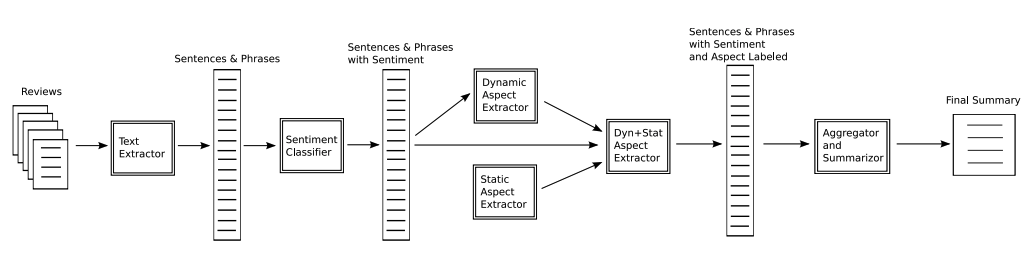 Reviews
Text
Extractor
Sentences & Phrases
Sentiment
Classifier
Sentences & Phrases
with Sentiment
Dynamic
Aspect
Extractor
Static
Aspect
Extractor
Dyn+Stat
Aspect
Extractor
Sentences & Phrases
with Sentiment
and Aspect Labeled
Aggregator
and
Summarizor
Final Summary